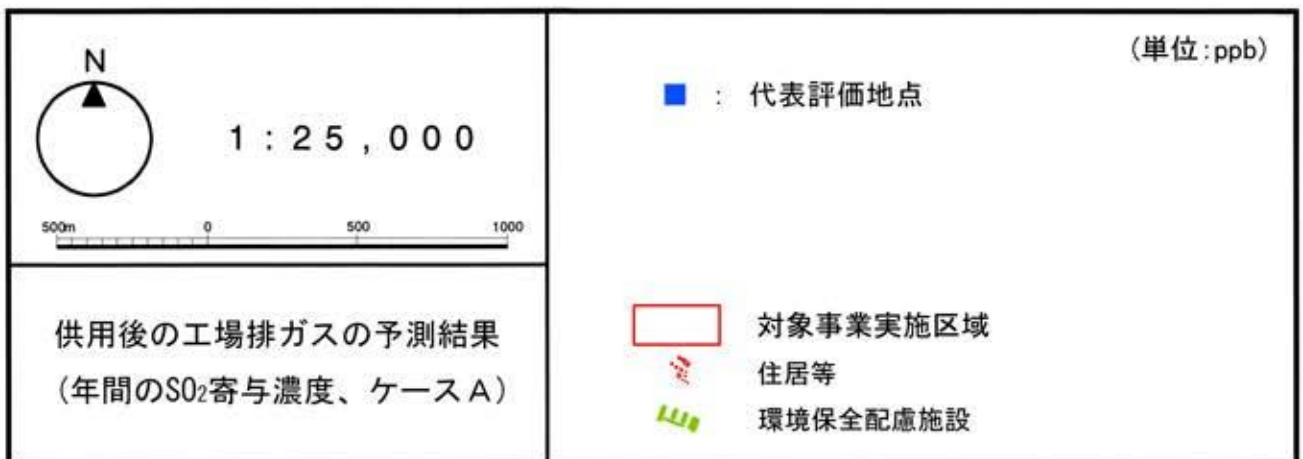 N
1:25,000
500m 0 500 1000
供用後の工場排ガスの予測結果
（年間のSO₂寄与濃度、ケースA）
（単位:ppb）
： 代表評価地点
対象事業実施区域
住居等
環境保全配慮施設